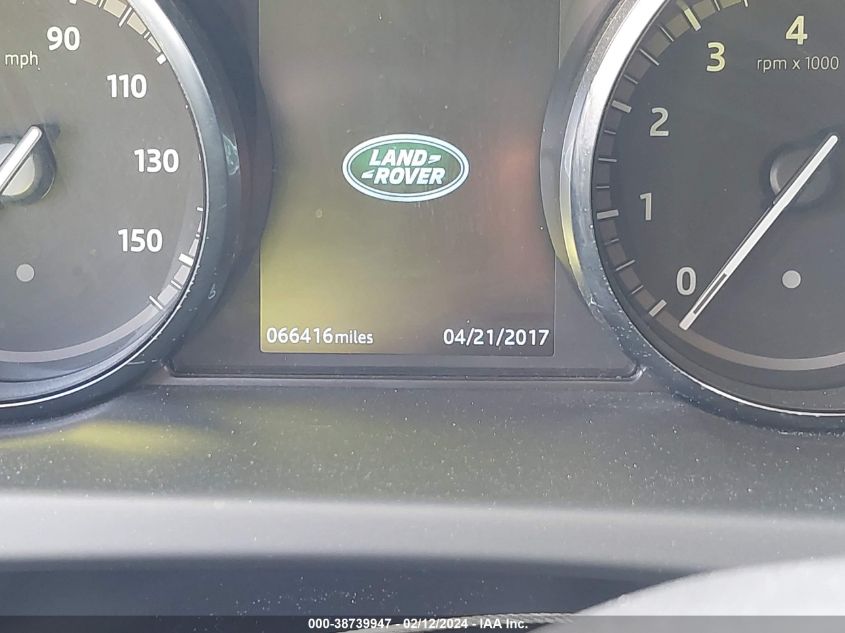 90
mph
110
130
150
LAND
ROVER
066416miles 04/21/2017
4
3
rpm x 1000
2
1
0
000-38739947 - 02/12/2024 - IAA Inc.